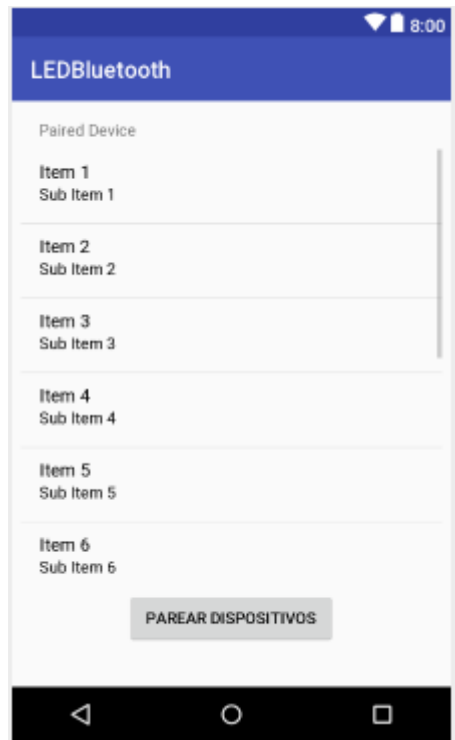 8:00
LEDBluetooth
Paired Device
Item 1
Sub Item 1
Item 2
Sub Item 2
Item 3
Sub Item 3
Item 4
Sub Item 4
Item 5
Sub Item 5
Item 6
Sub Item 6
PAREAR DISPOSITIVOS